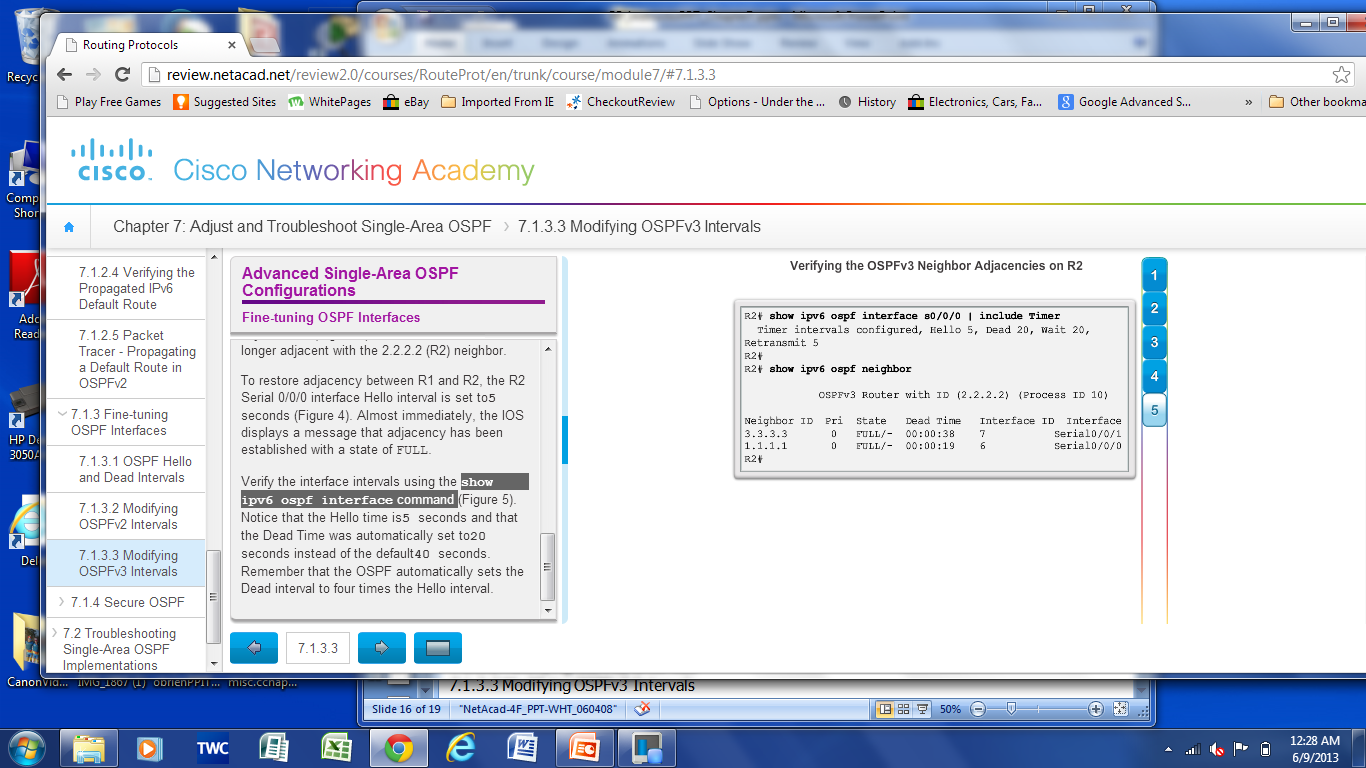 Routing Protocols
review.netacad.net/review2.0/courses/RouteProt/en/trunk/course/module7/#7.1.3.3
Play Free Games Suggested Sites WhitePages eBay Imported From IE CheckoutReview Options - Under the ... History Electronics, Cars, Fa... Google Advanced S... » Other bookma
CISCO. Cisco Networking Academy
Chapter 7: Adjust and Troubleshoot Single-Area OSPF > 7.1.3.3 Modifying OSPFv3 Intervals
7.1.2.4 Verifying the
Propagated IPv6
Default Route
7.1.2.5 Packet
Tracer - Propagating
a Default Route in
OSPFv2
7.1.3 Fine-tuning
OSPF Interfaces
7.1.3.1 OSPF Hello
and Dead Intervals
7.1.3.2 Modifying
OSPFv2 Intervals
7.1.3.3 Modifying
OSPFv3 Intervals
7.1.4 Secure OSPF
7.2 Troubleshooting
Single-Area OSPF
Implementations
Advanced Single-Area OSPF
Configurations
Fine-tuning OSPF Interfaces
longer adjacent with the 2.2.2.2 (R2) neighbor.
To restore adjacency between R1 and R2, the R2
Serial 0/0/0 interface Hello interval is set to5
seconds (Figure 4). Almost immediately, the IOS
displays a message that adjacency has been
established with a state of FULL.
Verify the interface intervals using the show
ipv6 ospf interface command (Figure 5).
Notice that the Hello time is5 seconds and that
the Dead Time was automatically set to20
seconds instead of the default40 seconds.
Remember that the OSPF automatically sets the
Dead interval to four times the Hello interval.
7.1.3.3
Verifying the OSPFv3 Neighbor Adjacencies on R2
R2# show ipv6 ospf interface s0/0/0 | include Timer
Timer intervals configured, Hello 5, Dead 20, Wait 20,
Retransmit 5
R2#
R2# show ipv6 ospf neighbor
OSPFv3 Router with ID (2.2.2.2) (Process ID 10)
Neighbor ID Pri State Dead Time Interface ID Interface
3.3.3.3 0 FULL/- 00:00:38 7 Serial0/0/1
1.1.1.1 0 FULL/- 00:00:19 6 Serial0/0/0
R2#
1
2
3
4
5
Recyc
Comp
Shor
Ado
Read
HP De
3050A
Del
CanonVid... IMG_1867 (1) obrienPPIT... misc.cchap...
7.1.3.3 Modifying OSPFv3 Intervals
Slide 16 of 19 "NetAcad-4F_PPT-WHT_060408" 50%
TWC
12:28 AM
6/9/2013